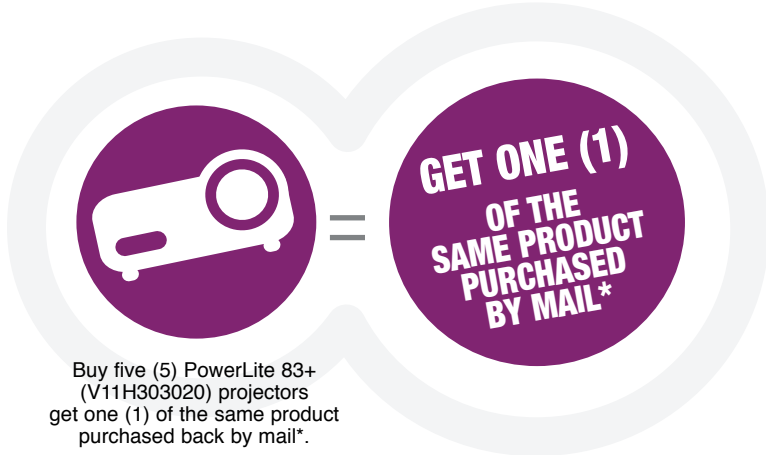 GET ONE (1)
OF THE
SAME PRODUCT
PURCHASED
BY MAIL*
Buy five (5) PowerLite 83+
(V11H303020) projectors
get one (1) of the same product
purchased back by mail*.